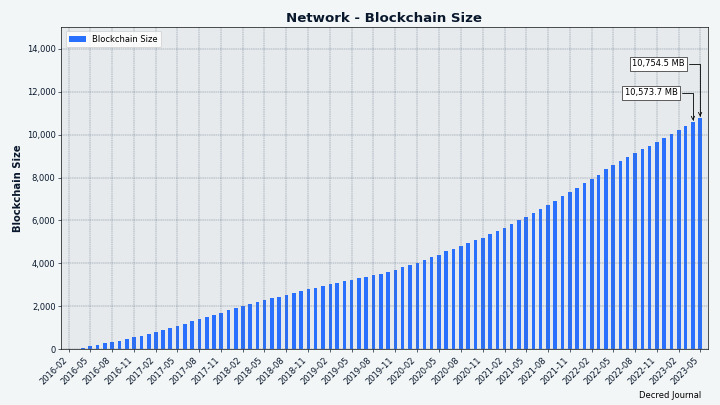 Network - Blockchain Size
Blockchain Size
10,754.5 MB
10,573.7 MB
Blockchain Size
14,000
12,000
10,000
8,000
6,000
4,000
2,000
0
2016-02 2016-05 2016-08 2016-11 2017-02 2017-05 2017-08 2017-11 2018-02 2018-05 2018-08 2018-11 2019-02 2019-05 2019-08 2019-11 2020-02 2020-05 2020-08 2020-11 2021-02 2021-05 2021-08 2021-11 2022-02 2022-05 2022-08 2022-11 2023-02 2023-05
Decred Journal